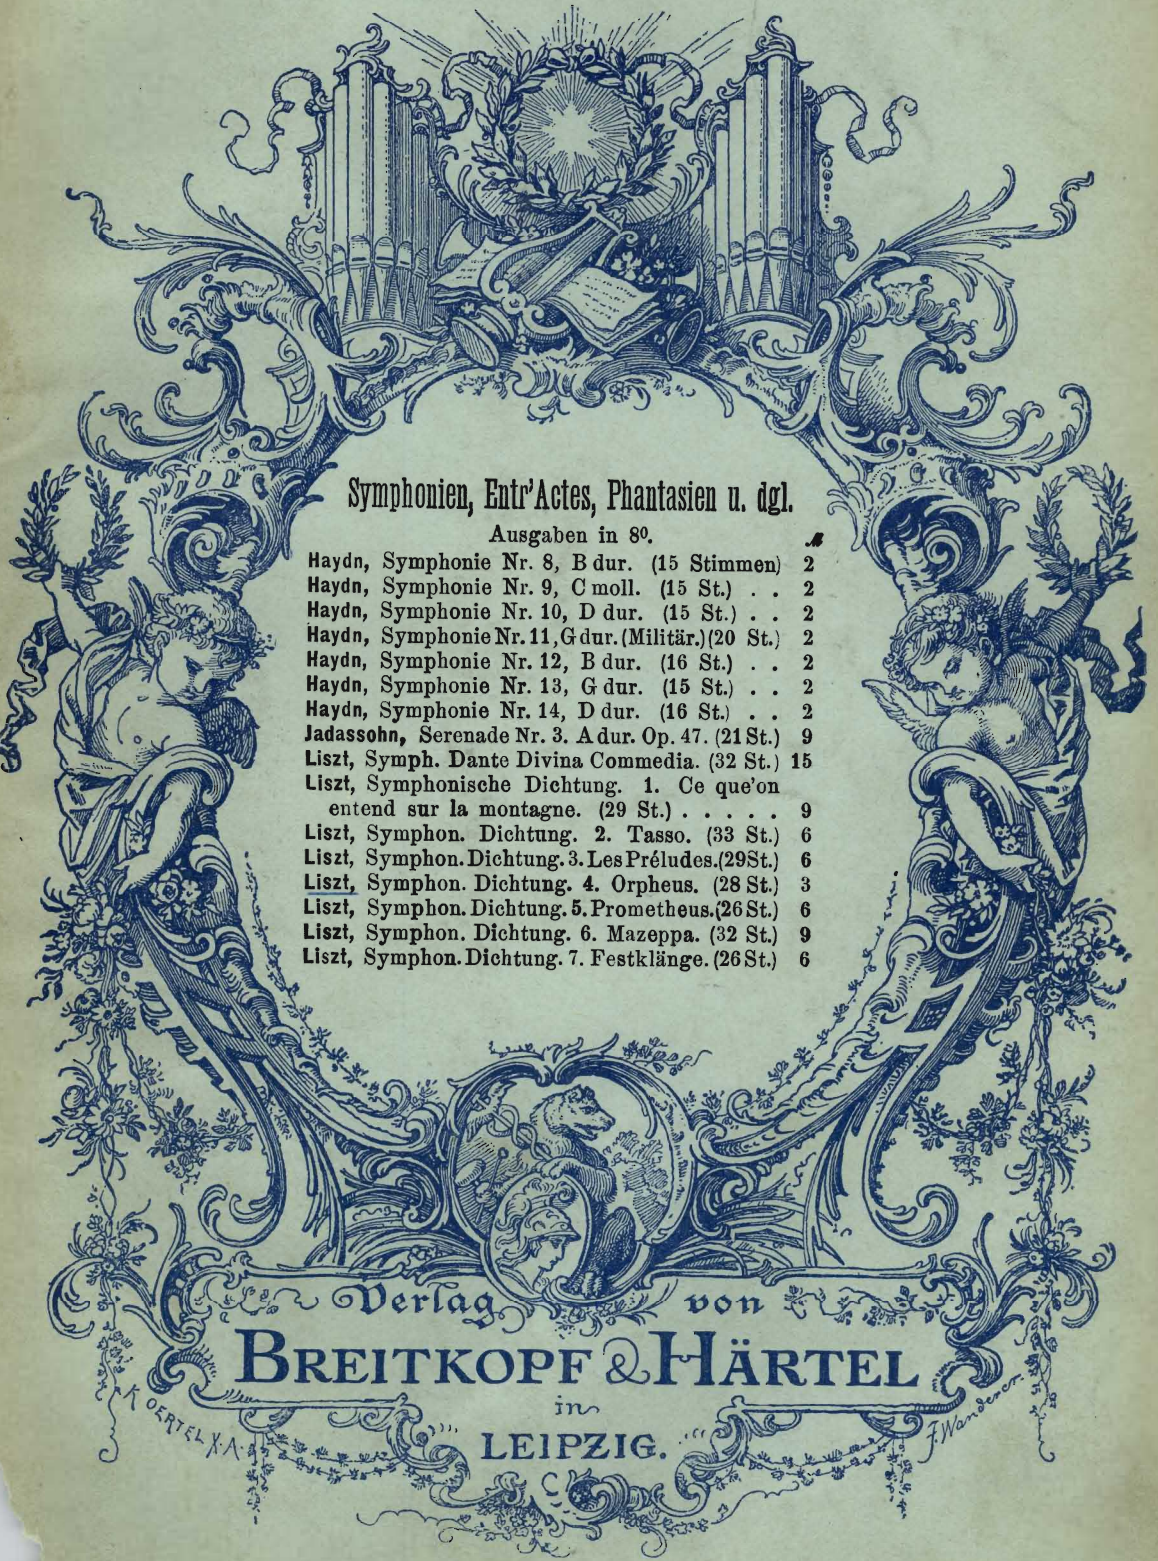 Symphonien, Entr'Actes, Phantasien u. dgl.
Ausgaben in 8º. ℳ
Haydn, Symphonie Nr. 8, B dur. (15 Stimmen) 2
Haydn, Symphonie Nr. 9, C moll. (15 St.) . . 2
Haydn, Symphonie Nr. 10, D dur. (15 St.) . . 2
Haydn, Symphonie Nr. 11, G dur. (Militär.) (20 St.) 2
Haydn, Symphonie Nr. 12, B dur. (16 St.) . . 2
Haydn, Symphonie Nr. 13, G dur. (15 St.) . . 2
Haydn, Symphonie Nr. 14, D dur. (16 St.) . . 2
Jadassohn, Serenade Nr. 3. A dur. Op. 47. (21 St.) 9
Liszt, Symph. Dante Divina Commedia. (32 St.) 15
Liszt, Symphonische Dichtung. 1. Ce que'on
entend sur la montagne. (29 St.) . . . . . 9
Liszt, Symphon. Dichtung. 2. Tasso. (33 St.) 6
Liszt, Symphon. Dichtung. 3. Les Préludes. (29 St.) 6
Liszt, Symphon. Dichtung. 4. Orpheus. (28 St.) 3
Liszt, Symphon. Dichtung. 5. Prometheus. (26 St.) 6
Liszt, Symphon. Dichtung. 6. Mazeppa. (32 St.) 9
Liszt, Symphon. Dichtung. 7. Festklänge. (26 St.) 6
Verlag von
BREITKOPF & HÄRTEL
in
LEIPZIG.
K OERTEL X.A.
J. Wanderer.